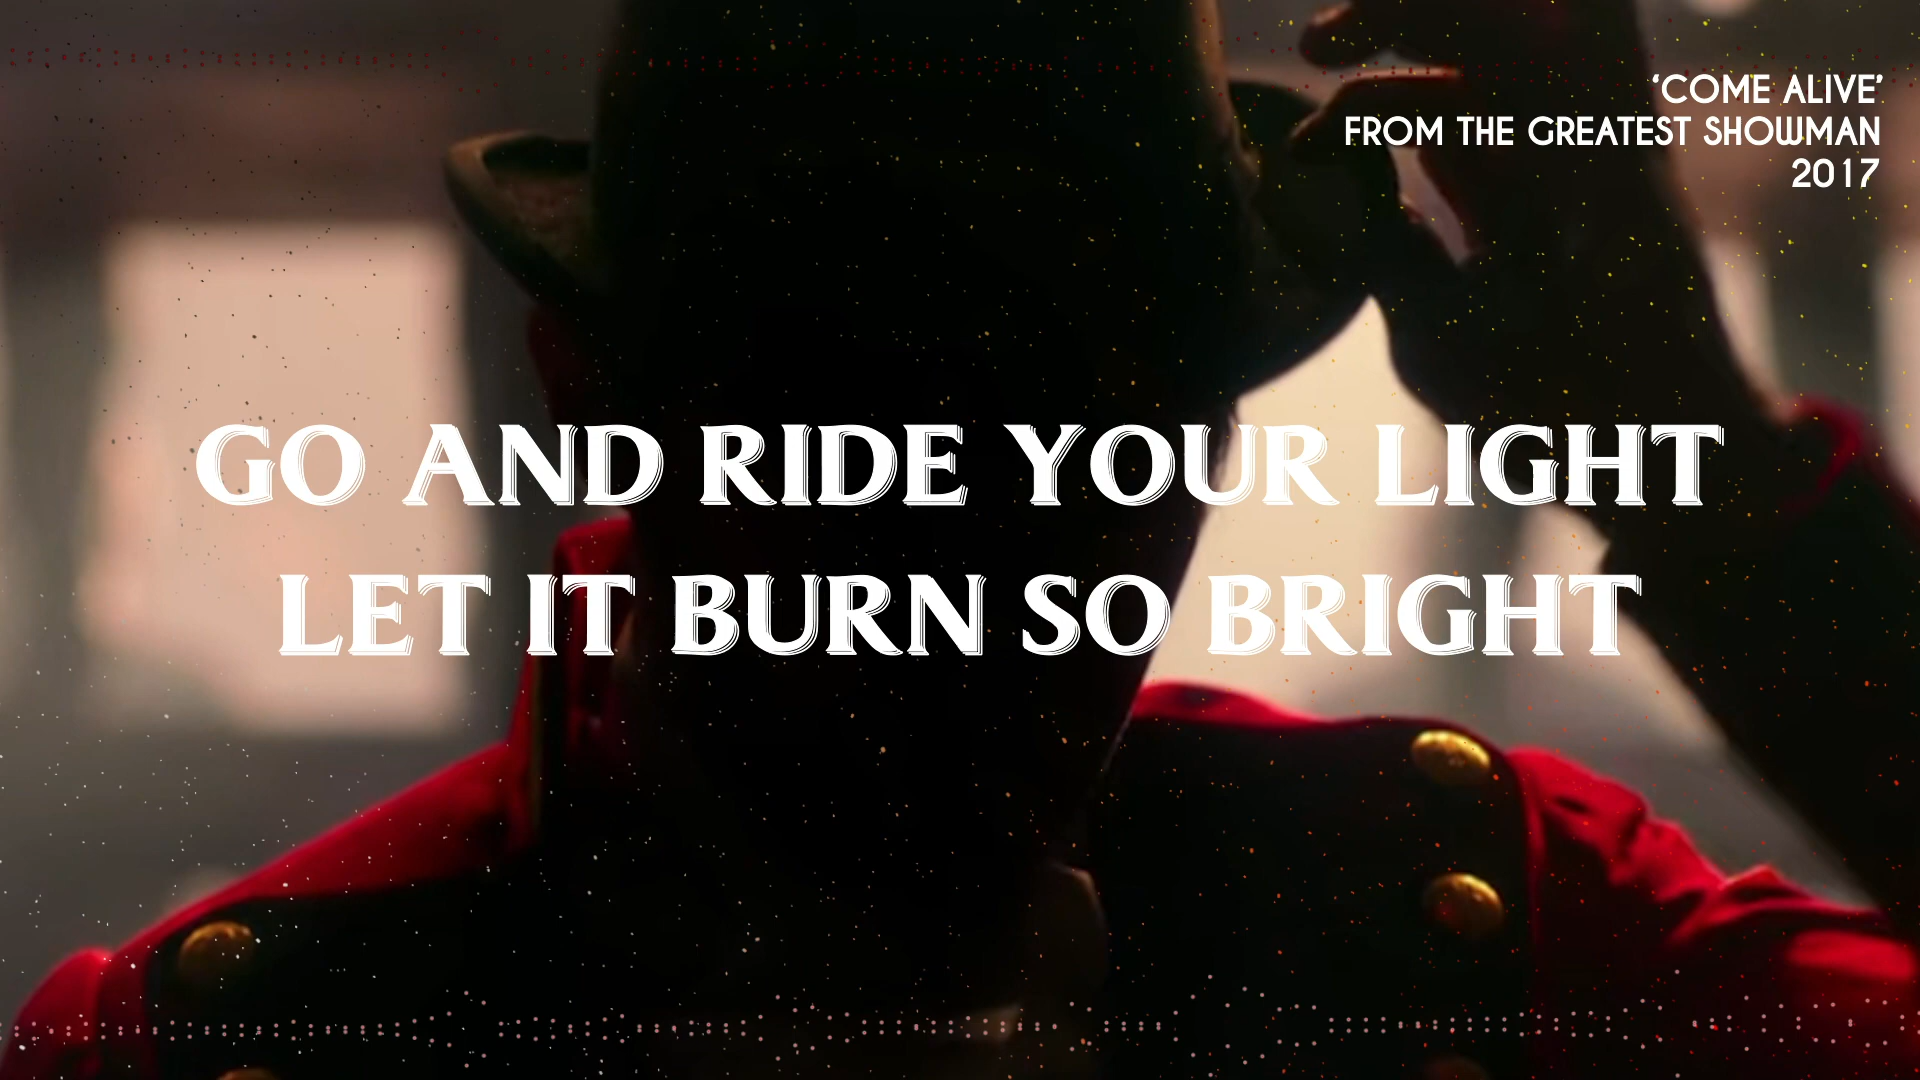 ‘COME ALIVE’
FROM THE GREATEST SHOWMAN
2017
GO AND RIDE YOUR LIGHT
LET IT BURN SO BRIGHT